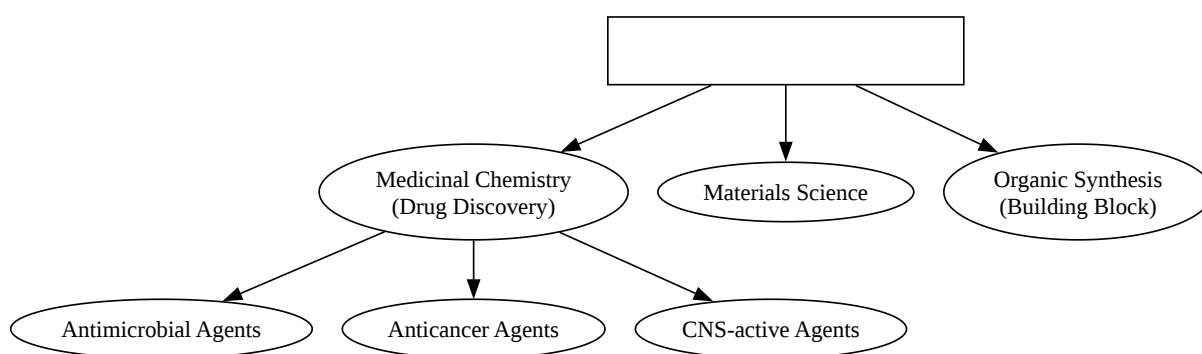 Medicinal Chemistry
(Drug Discovery)
Materials Science
Organic Synthesis
(Building Block)
Antimicrobial Agents
Anticancer Agents
CNS-active Agents